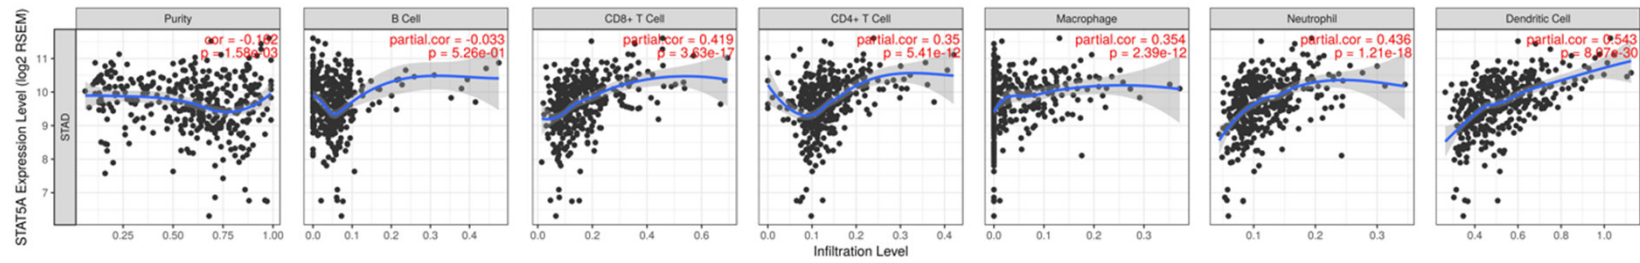 Purity
B Cell
CD8+ T Cell
CD4+ T Cell
Macrophage
Neutrophil
Dendritic Cell
STAT5A Expression Level (log2 RSEM)
STAD
11
10
9
8
7
partial.cor = -0.033
p = 5.26e-01
partial.cor = 0.419
p = 3.63e-17
partial.cor = 0.35
p = 5.41e-12
partial.cor = 0.354
p = 2.39e-12
partial.cor = 0.436
p = 1.21e-18
partial.cor = 0.543
0.25 0.50 0.75 1.00
0.0 0.1 0.2 0.3 0.4
0.0 0.2 0.4 0.6
0.0 0.1 0.2 0.3 0.4
0.0 0.1 0.2 0.3
0.1 0.2 0.3
0.4 0.6 0.8 1.0
Infiltration Level